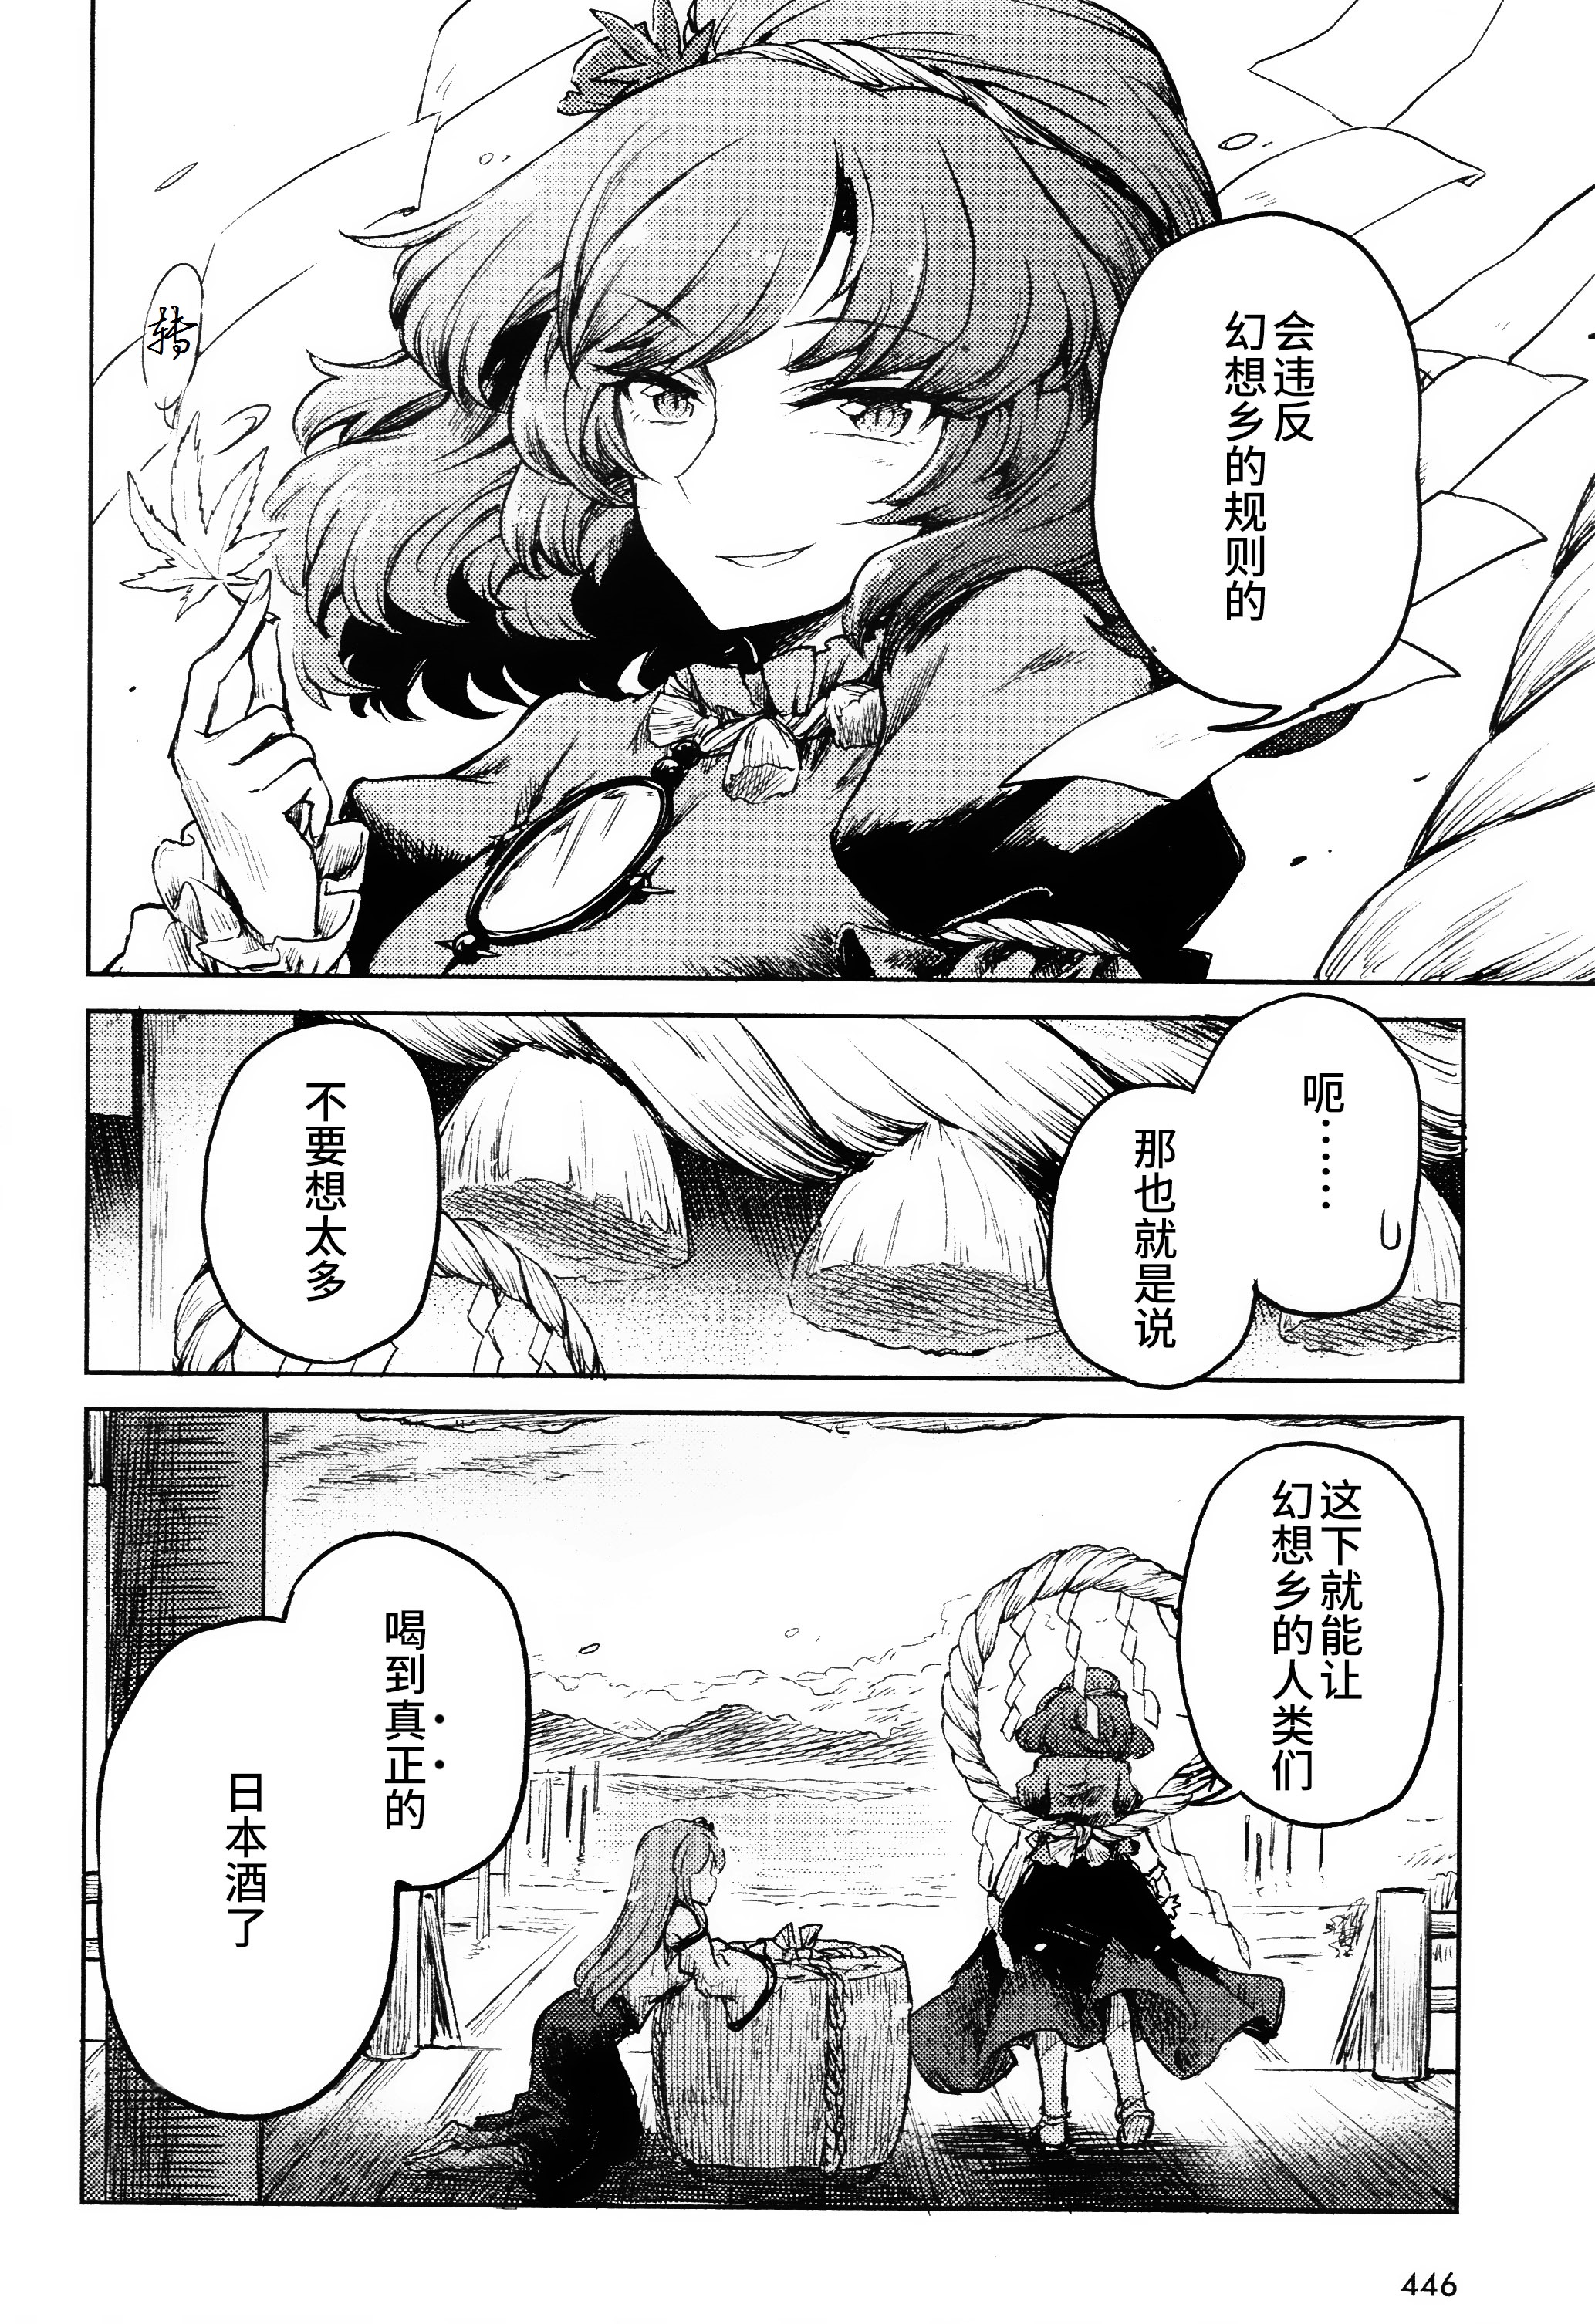 会违反
幻想乡的规则的
转
呃……
那也就是说
不要想太多
这下就能让
幻想乡的人类们
喝到真正的
日本酒了
446